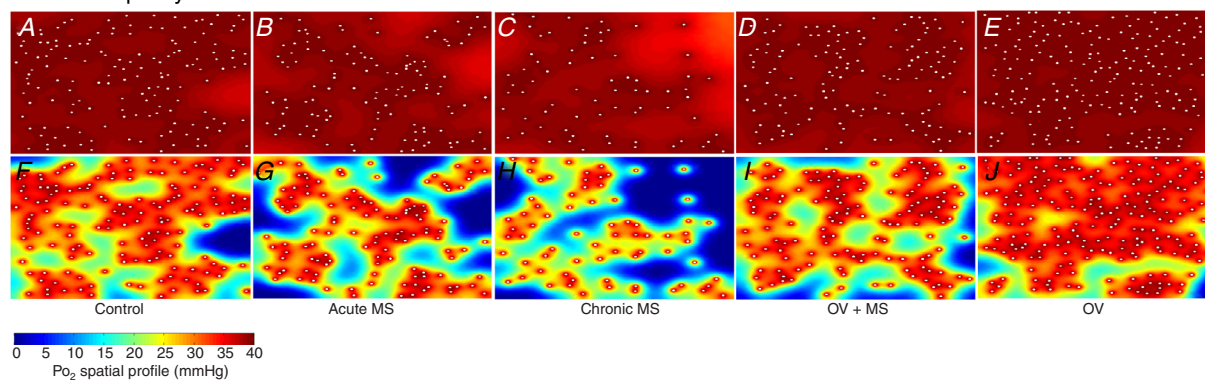 A B C D E
F G H I J
Control Acute MS Chronic MS OV + MS OV
0 5 10 15 20 25 30 35 40
Po2 spatial profile (mmHg)